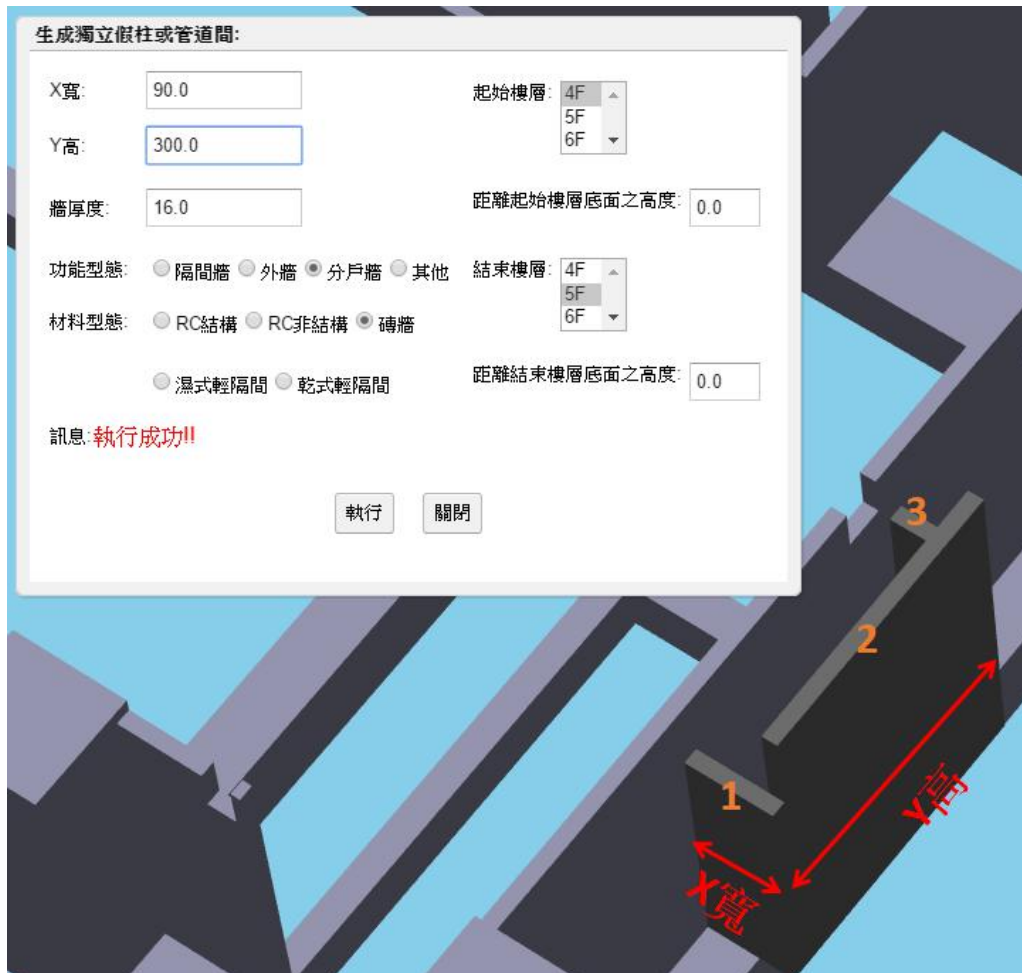 生成獨立假柱或管道間:
X寬: 90.0
起始樓層: 4F
5F
6F
Y高: 300.0
牆厚度: 16.0
距離起始樓層底面之高度: 0.0
功能型態: 隔間牆 外牆 分戶牆 其他
結束樓層: 4F
5F
6F
材料型態: RC結構 RC非結構 磚牆
濕式輕隔間 乾式輕隔間
距離結束樓層底面之高度: 0.0
訊息:執行成功!!
執行 關閉
3
2
1
Y高
X寬